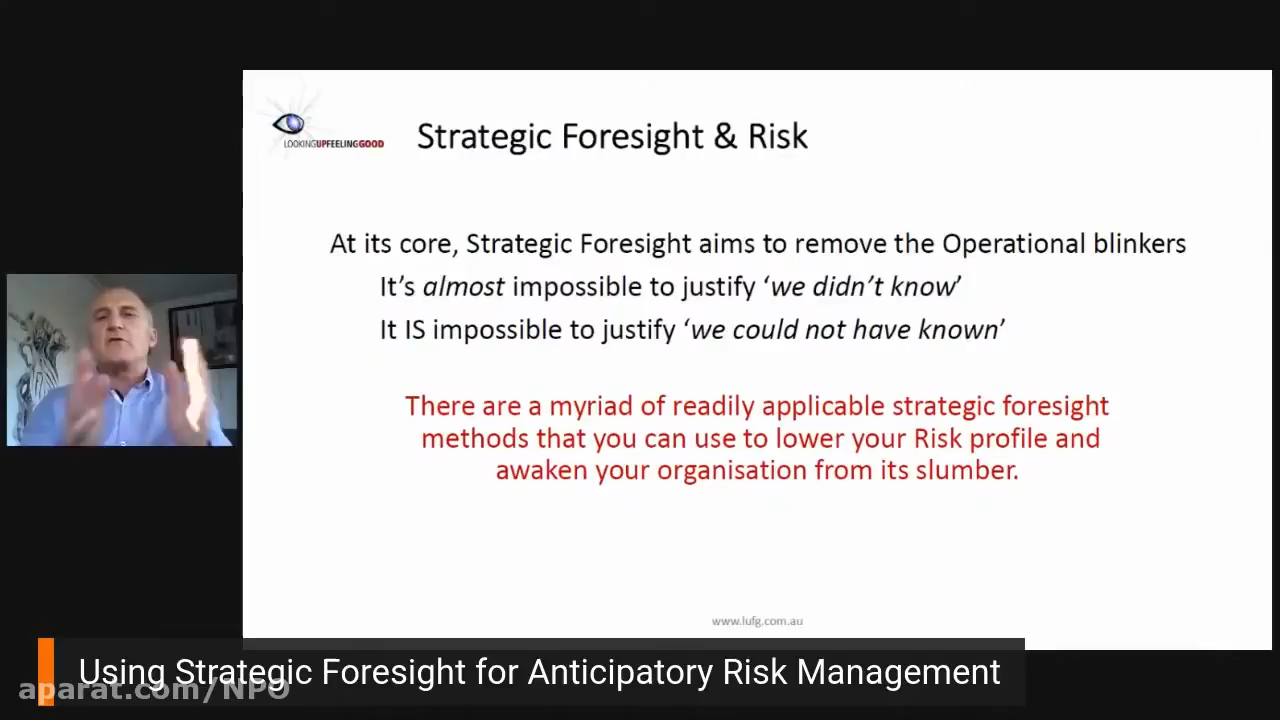 LOOKINGUPFEELINGGOOD
Strategic Foresight & Risk
At its core, Strategic Foresight aims to remove the Operational blinkers
It's almost impossible to justify ‘we didn't know’
It IS impossible to justify ‘we could not have known’
There are a myriad of readily applicable strategic foresight
methods that you can use to lower your Risk profile and
awaken your organisation from its slumber.
www.lufg.com.au
Using Strategic Foresight for Anticipatory Risk Management
aparat.com/NPO